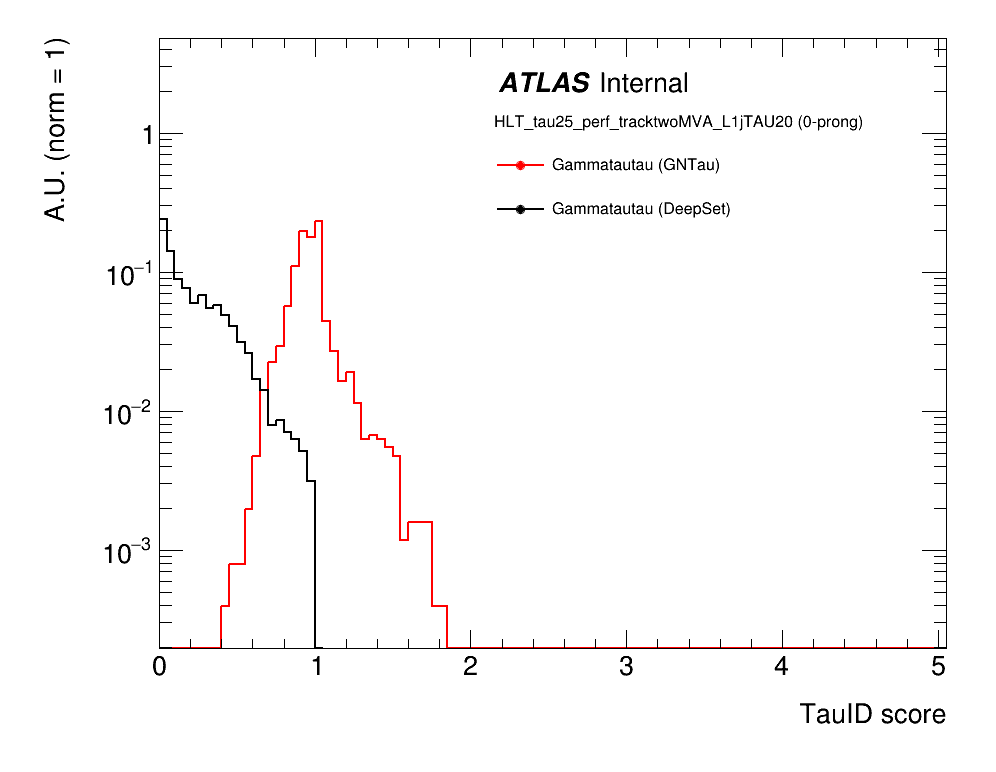 A.U. (norm = 1)
ATLAS Internal
HLT_tau25_perf_tracktwoMVA_L1jTAU20 (0-prong)
Gammatautau (GNTau)
Gammatautau (DeepSet)
1
10⁻¹
10⁻²
10⁻³
0 1 2 3 4 5
TauID score